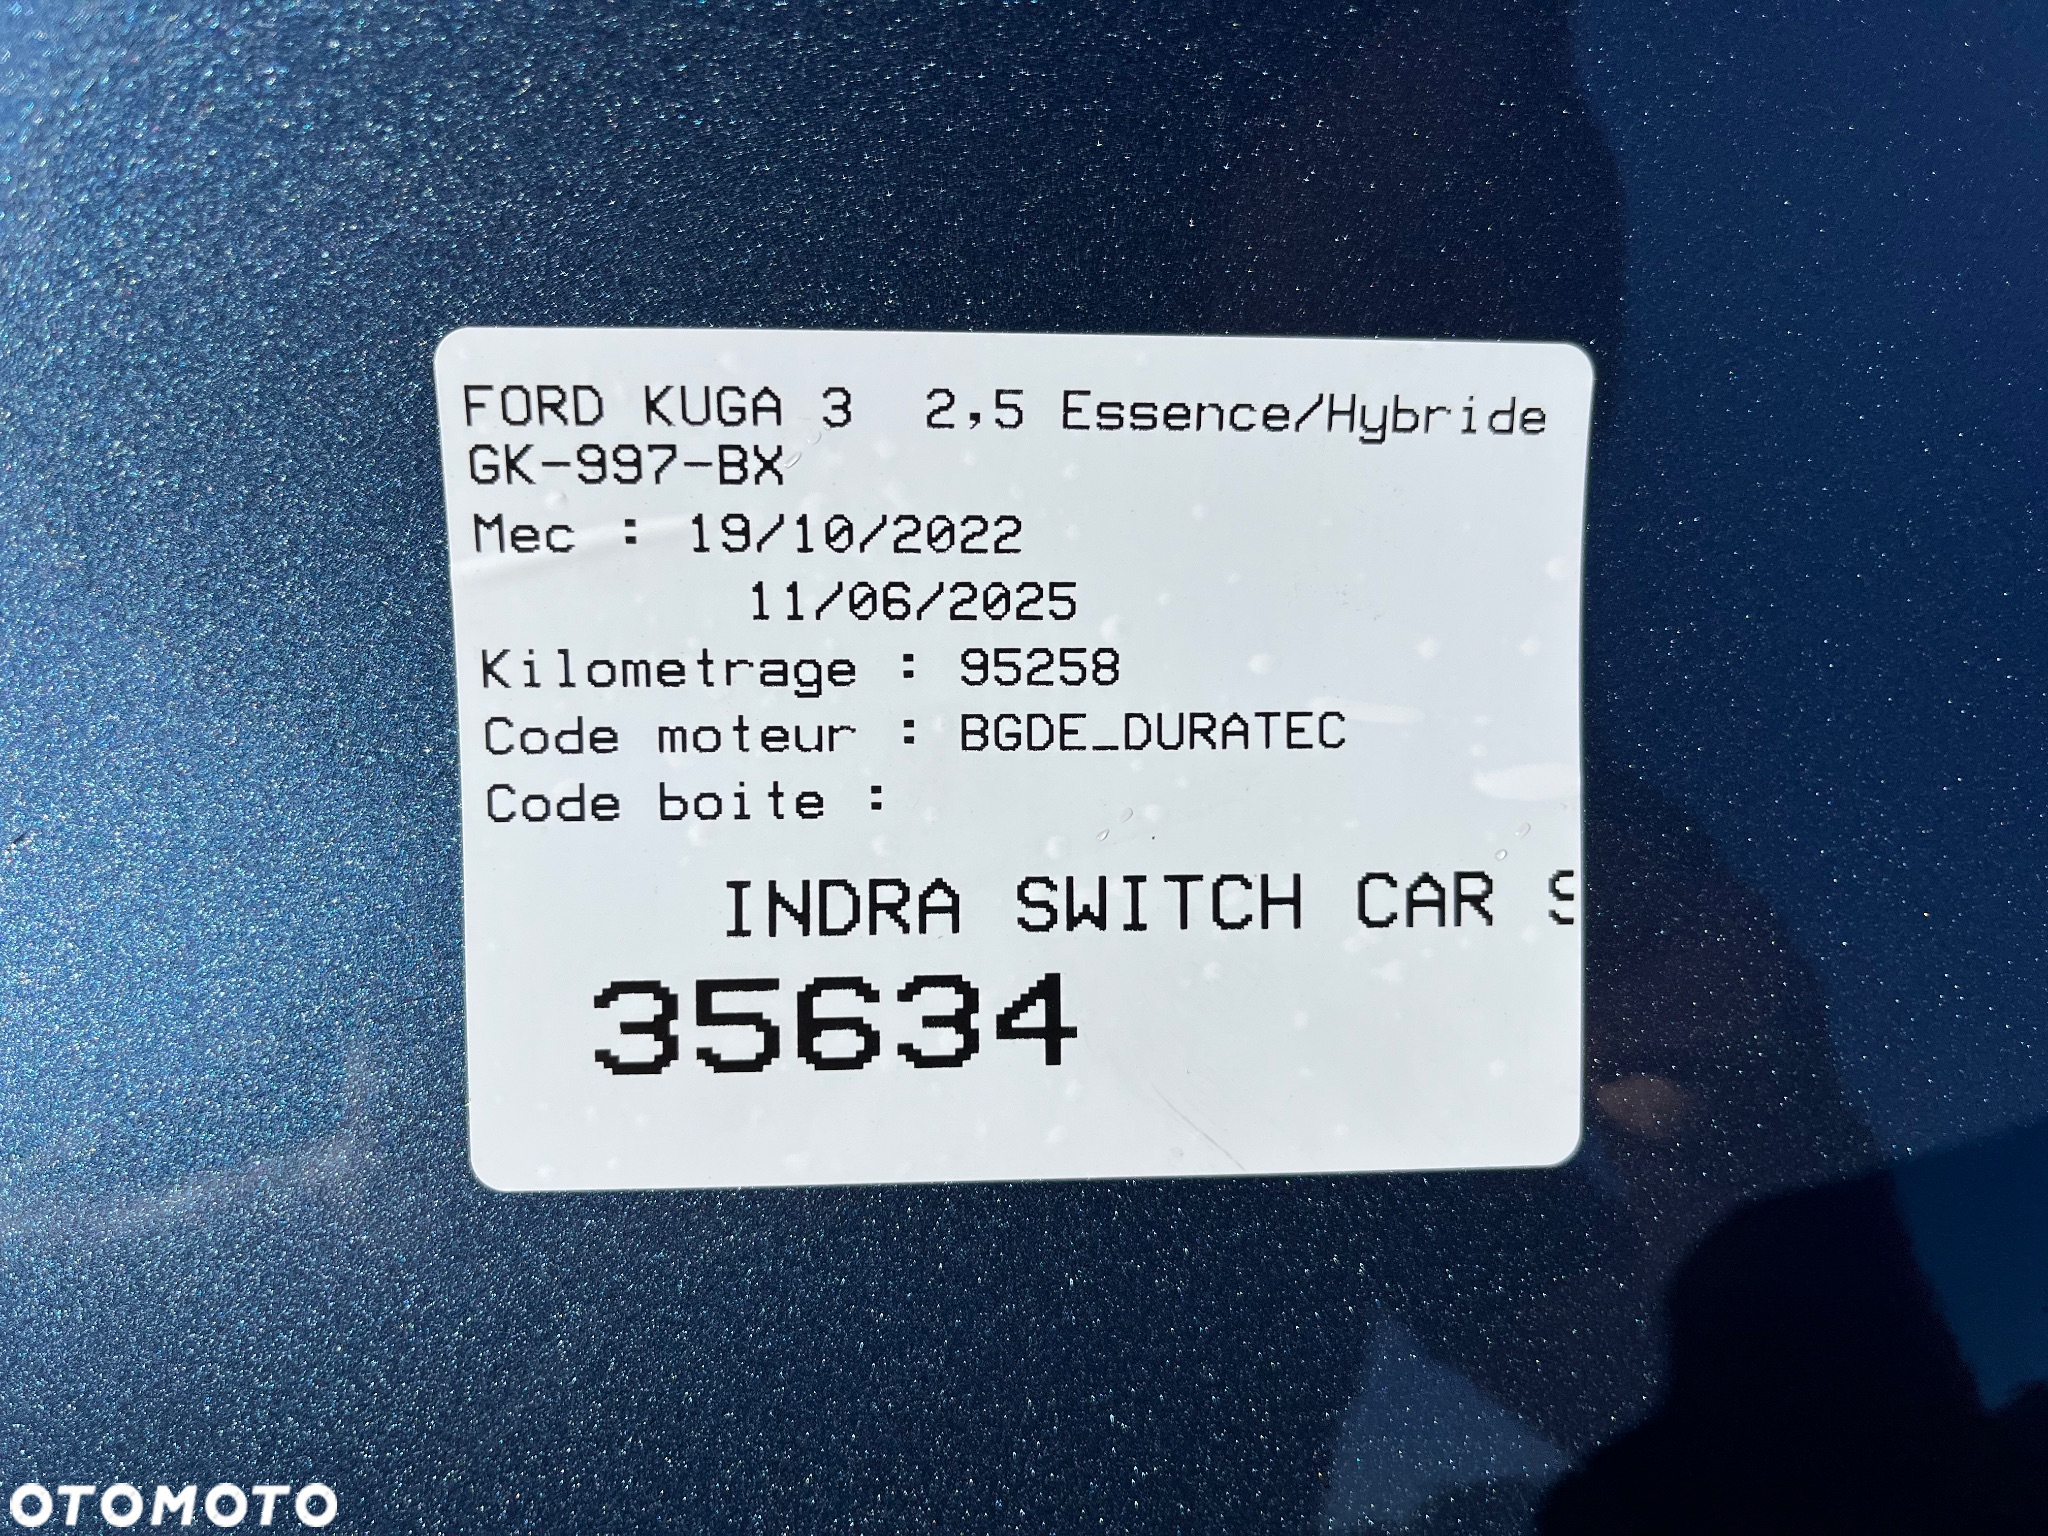 FORD KUGA 3 2,5 Essence/Hybride
GK-997-BX
Mec : 19/10/2022
11/06/2025
Kilometrage : 95258
Code moteur : BGDE_DURATEC
Code boite :
INDRA SWITCH CAR
35634
OTOMOTO